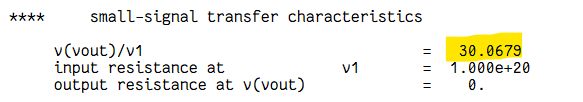 **** small-signal transfer characteristics
v(vout)/v1 = 30.0679
input resistance at v1 = 1.000e+20
output resistance at v(vout) = 0.